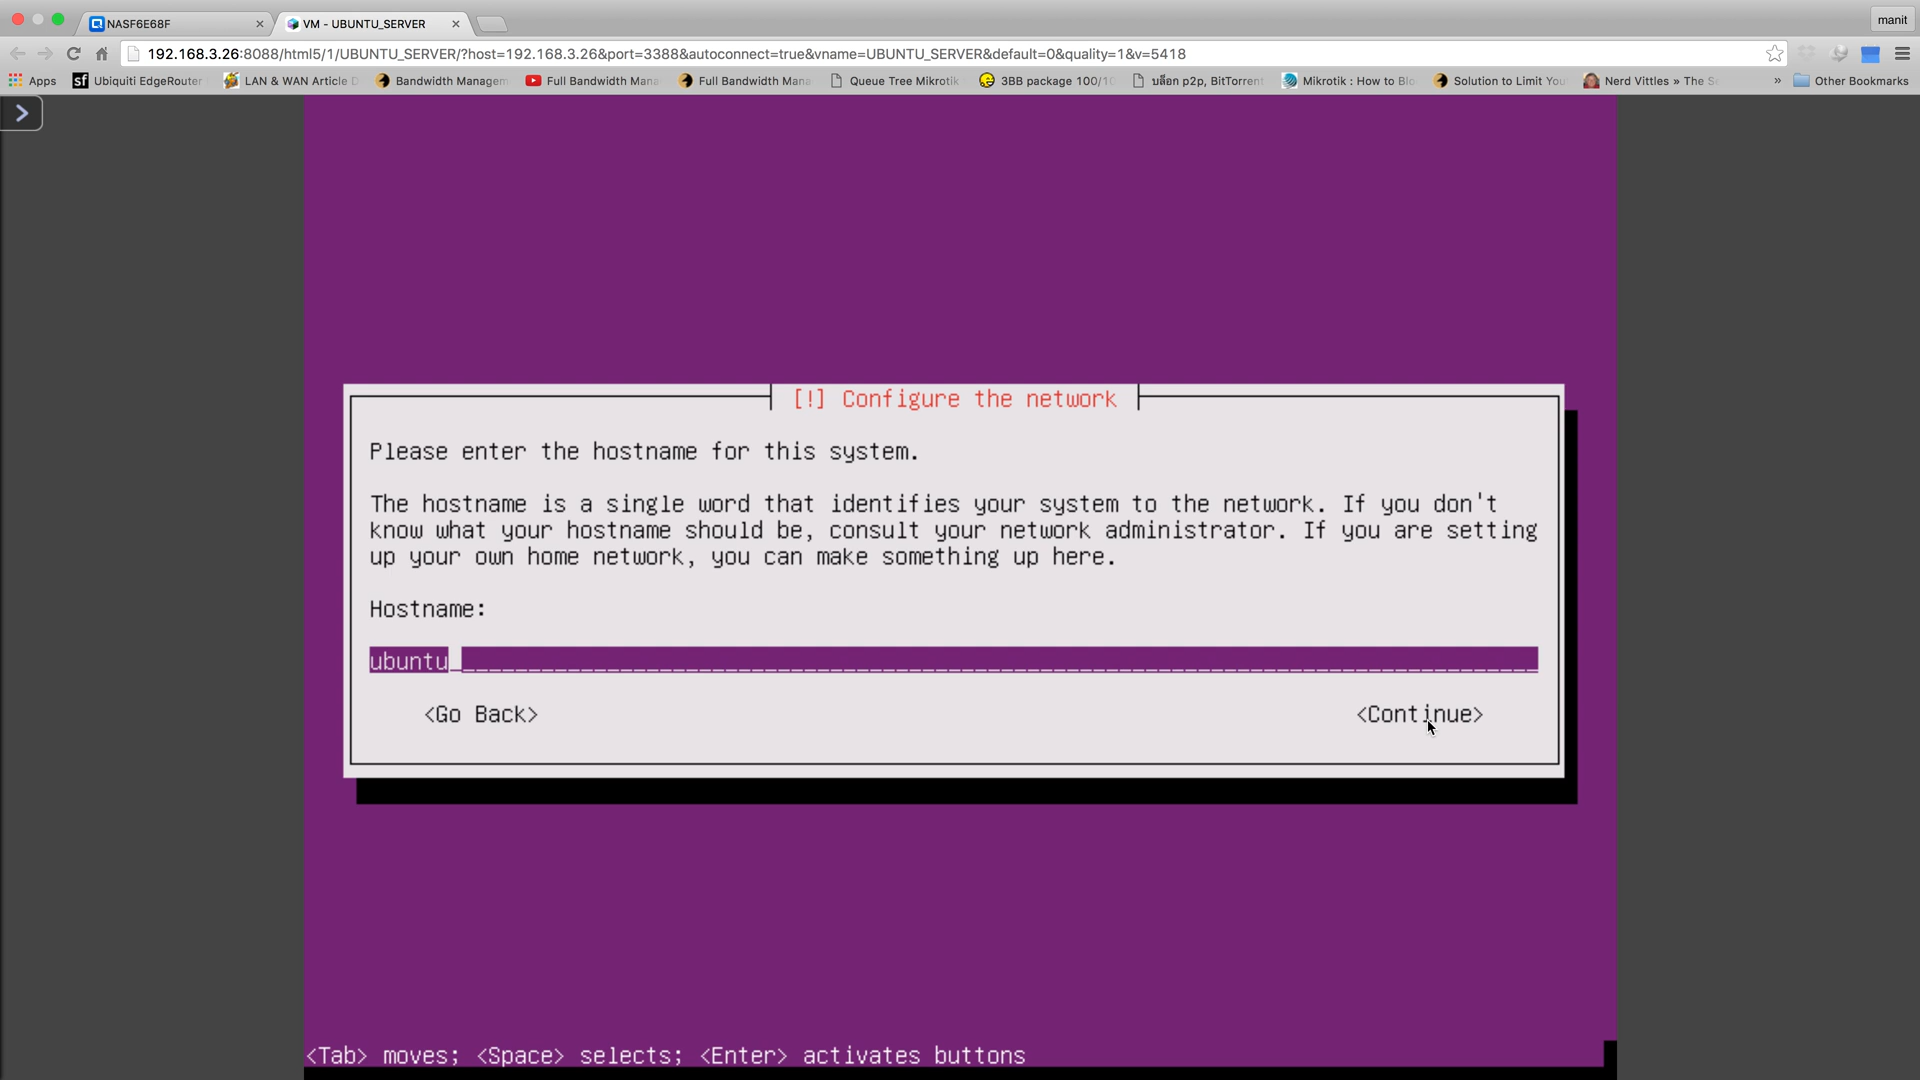 NASF6E68F
VM - UBUNTU_SERVER
manit
192.168.3.26:8088/html5/1/UBUNTU_SERVER/?host=192.168.3.26&port=3388&autoconnect=true&vname=UBUNTU_SERVER&default=0&quality=1&v=5418
Apps
sf Ubiquiti EdgeRouter
LAN & WAN Article D
Bandwidth Managem
Full Bandwidth Mana
Full Bandwidth Mana
Queue Tree Mikrotik
3BB package 100/10
บล็อก p2p, BitTorrent
Mikrotik : How to Blo
Solution to Limit You
Nerd Vittles » The S
» Other Bookmarks
[!] Configure the network
Please enter the hostname for this system.
The hostname is a single word that identifies your system to the network. If you don't
know what your hostname should be, consult your network administrator. If you are setting
up your own home network, you can make something up here.
Hostname:
ubuntu
<Go Back> <Continue>
<Tab> moves; <Space> selects; <Enter> activates buttons